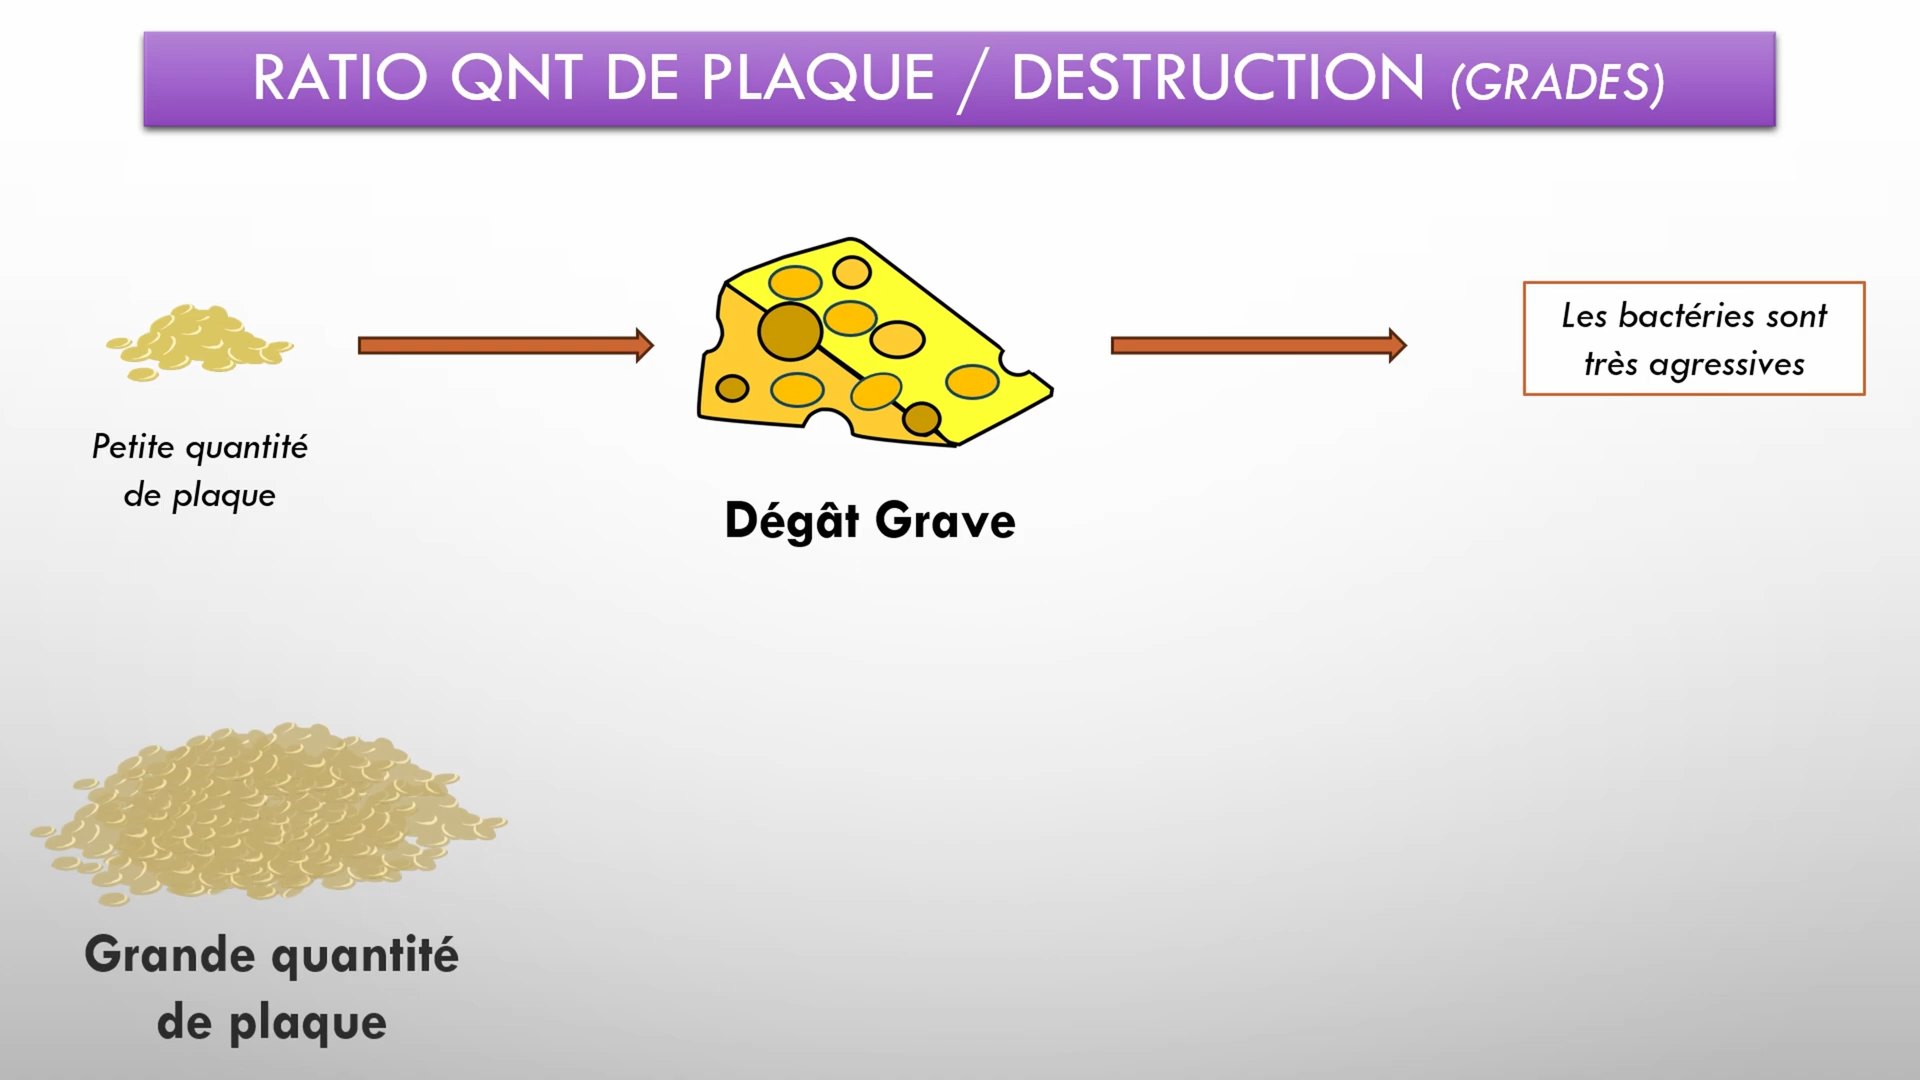 RATIO QNT DE PLAQUE / DESTRUCTION (GRADES)
Petite quantité
de plaque
Dégât Grave
Les bactéries sont
très agressives
Grande quantité
de plaque